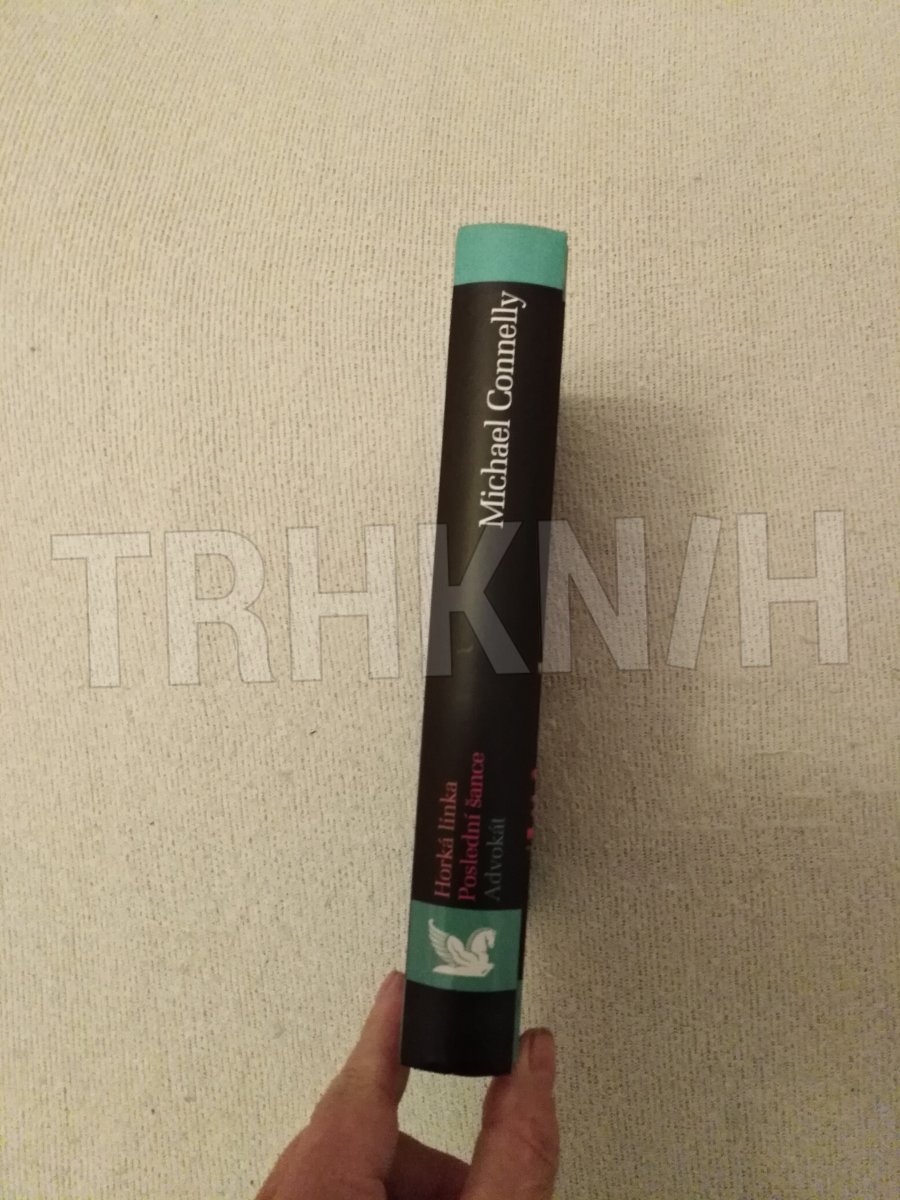 Michael Connelly
Horká linka
Poslední šance
Advokát
TRHKNIH